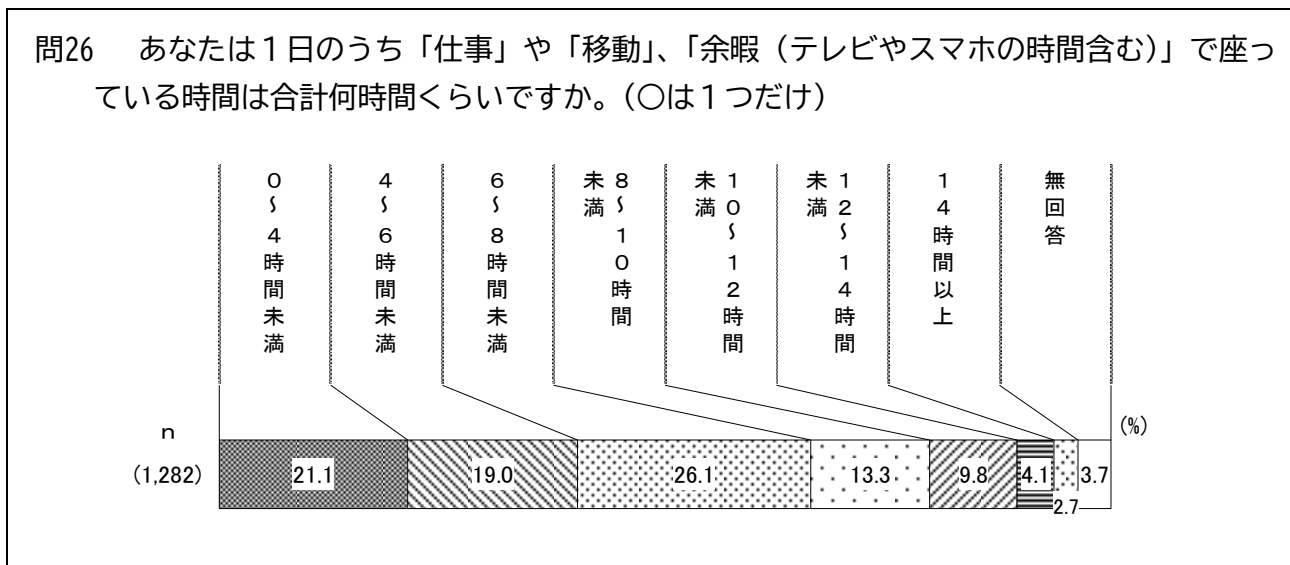 問26　あなたは１日のうち「仕事」や「移動」、「余暇（テレビやスマホの時間含む）」で座っ
ている時間は合計何時間くらいですか。（○は１つだけ）
０～４時間未満
４～６時間未満
６～８時間未満
８～１０時間未満
１０～１２時間未満
１２～１４時間未満
１４時間以上
無回答
(%)
n
(1,282)
21.1
19.0
26.1
13.3
9.8
4.1
2.7
3.7